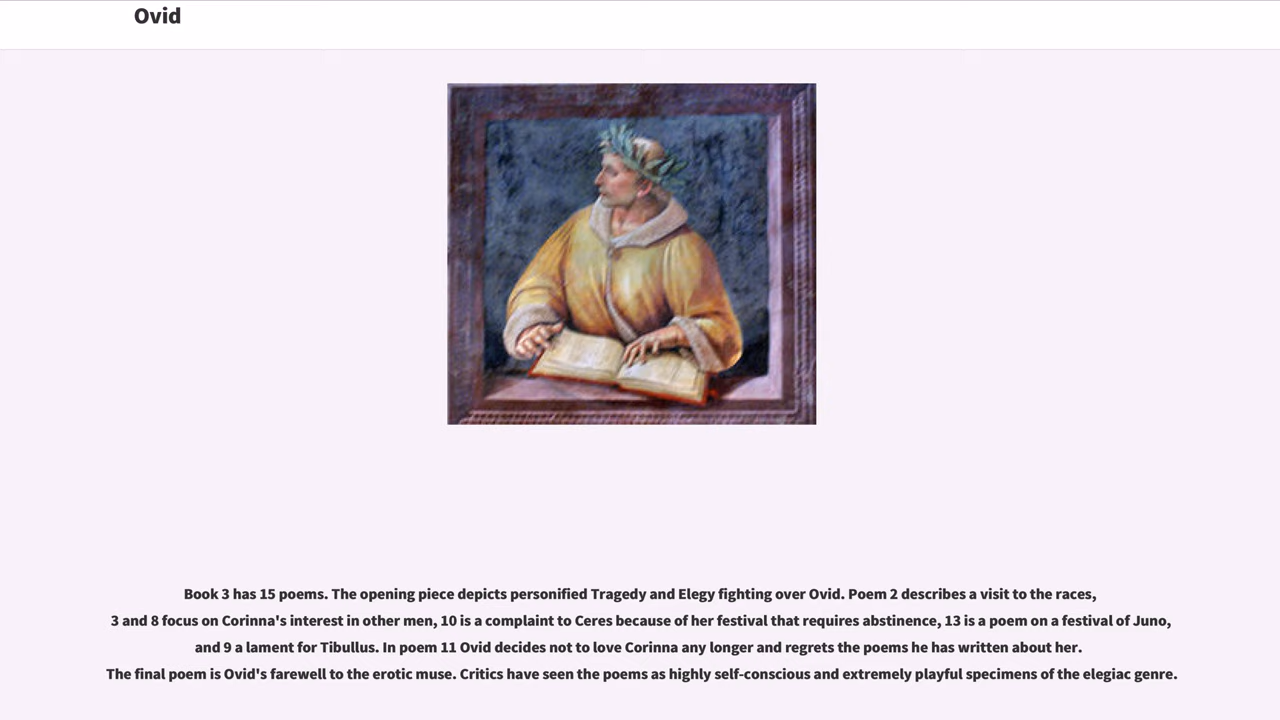 Ovid
Book 3 has 15 poems. The opening piece depicts personified Tragedy and Elegy fighting over Ovid. Poem 2 describes a visit to the races,
3 and 8 focus on Corinna's interest in other men, 10 is a complaint to Ceres because of her festival that requires abstinence, 13 is a poem on a festival of Juno,
and 9 a lament for Tibullus. In poem 11 Ovid decides not to love Corinna any longer and regrets the poems he has written about her.
The final poem is Ovid's farewell to the erotic muse. Critics have seen the poems as highly self-conscious and extremely playful specimens of the elegiac genre.